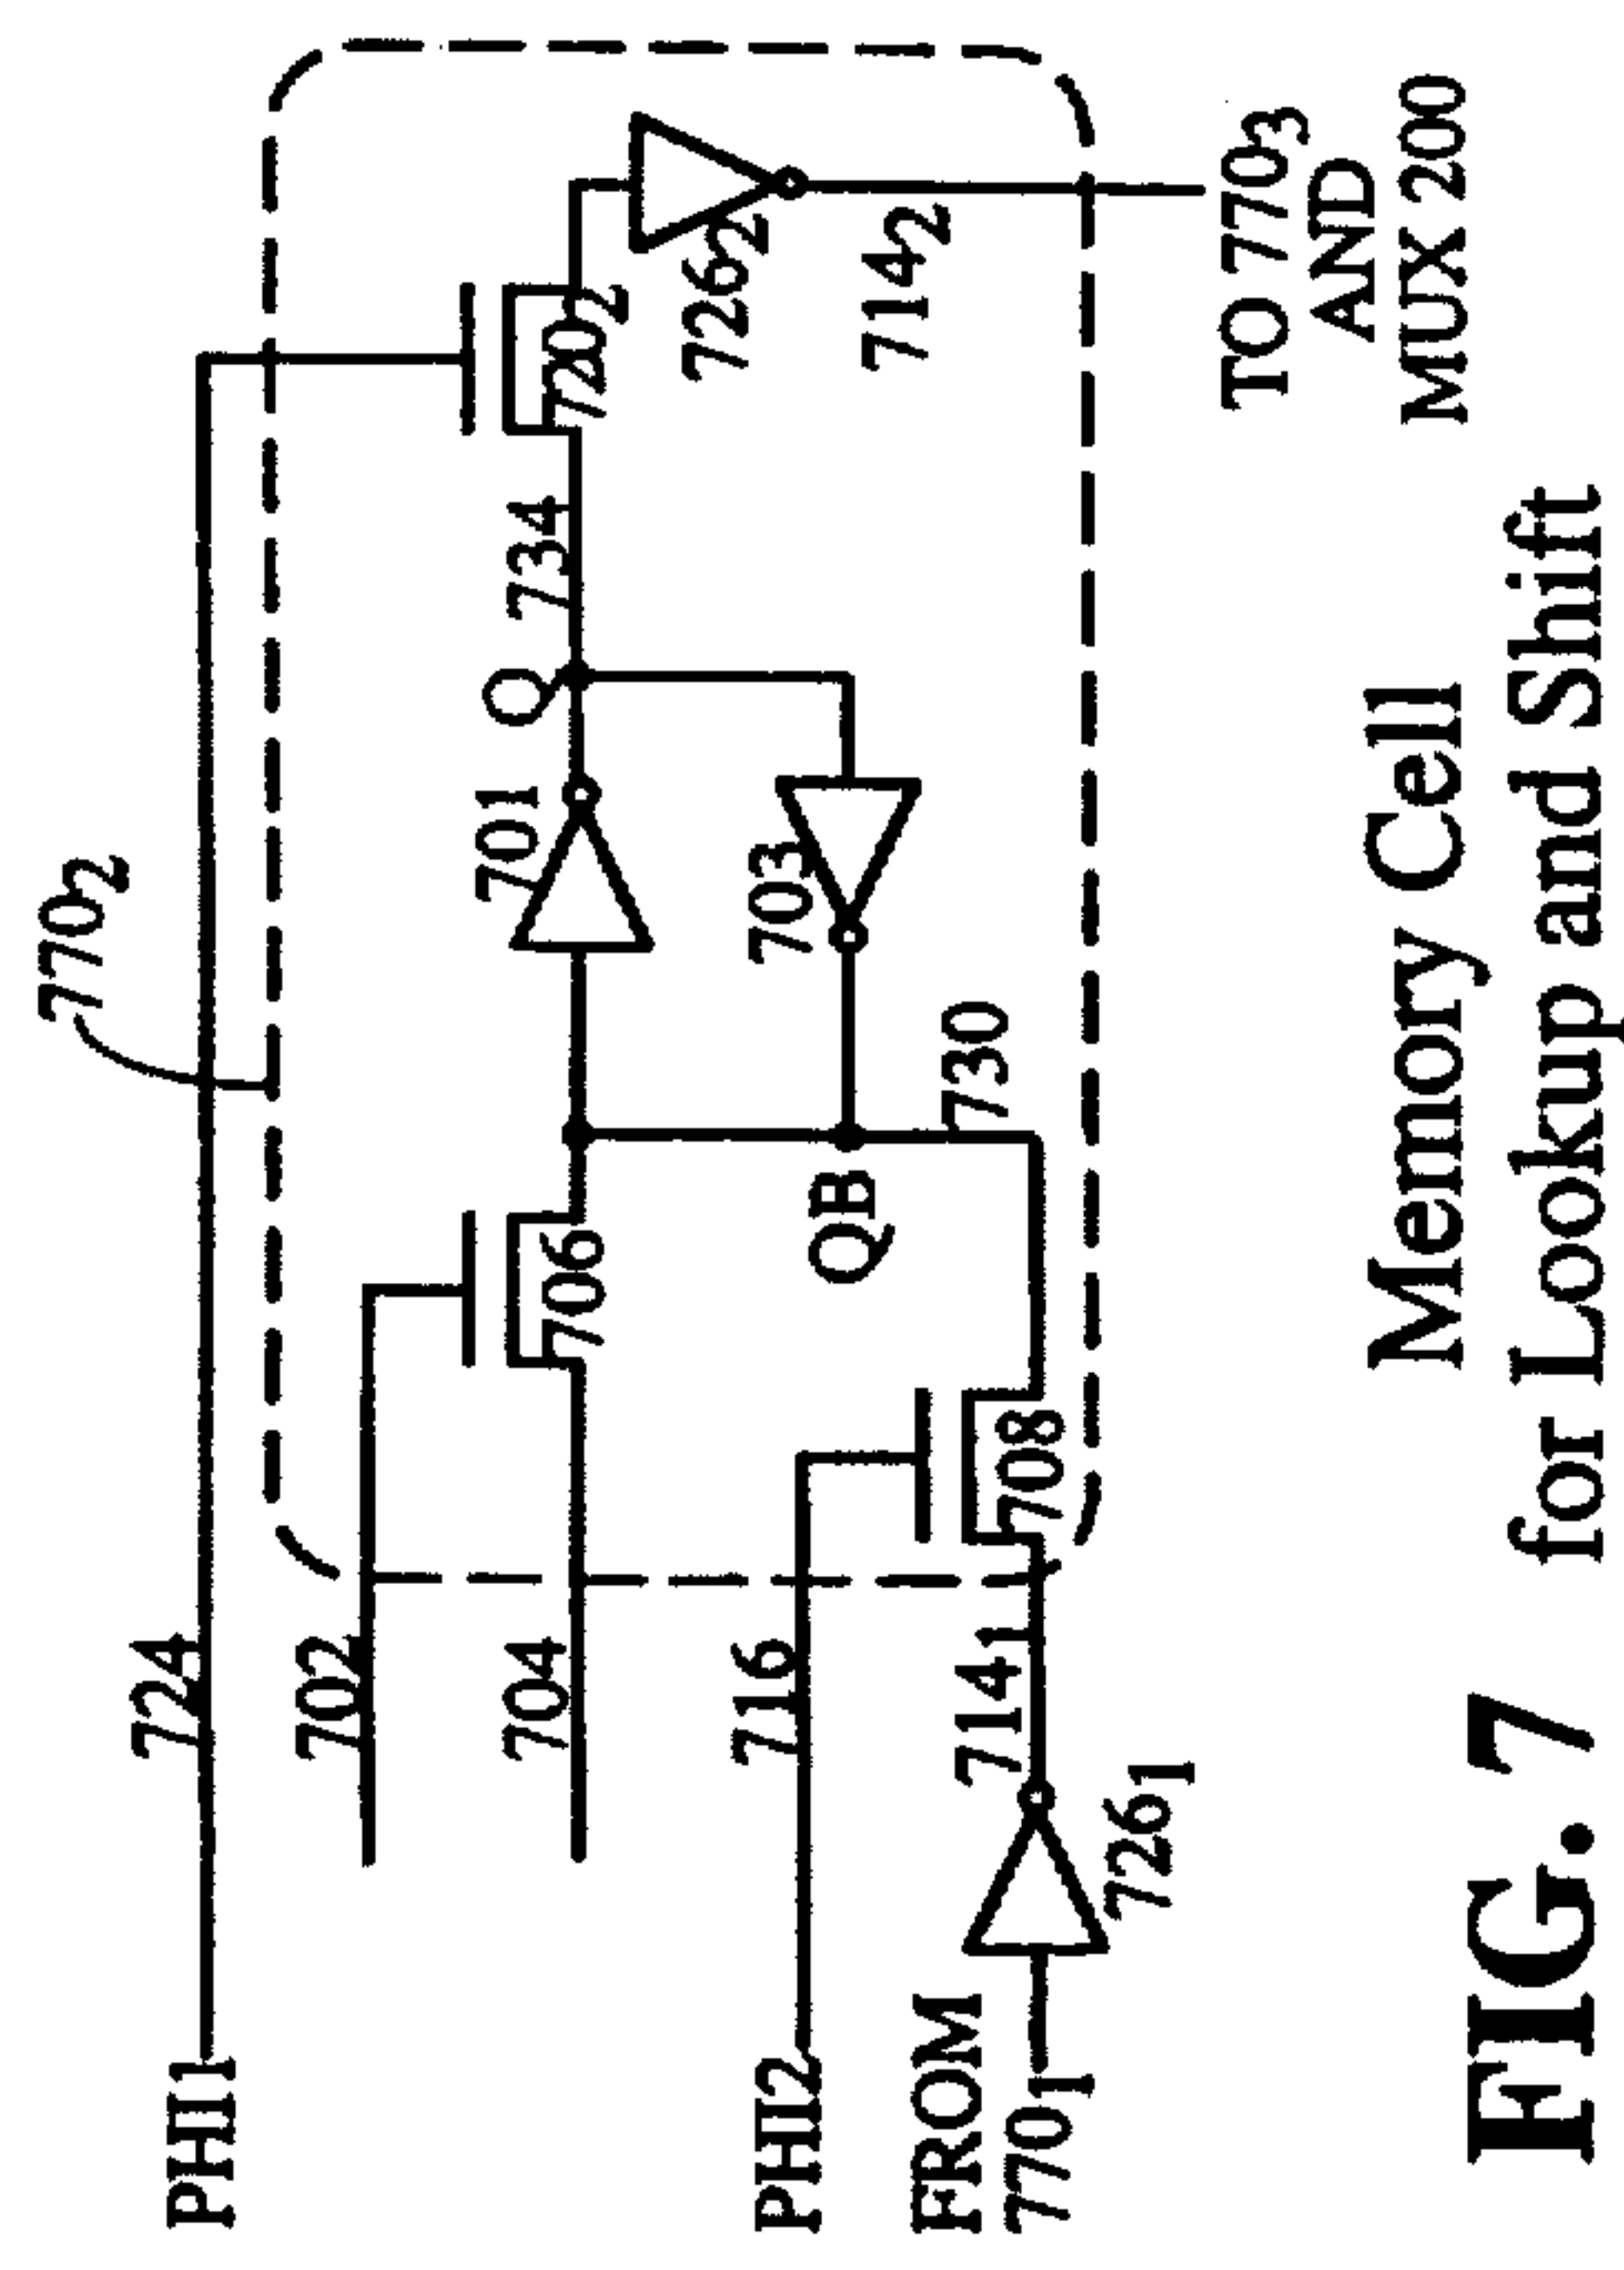 770₂
PHI1
724
702
704
706
701
Q
734
720₂
703
726₂
714₂
QB
730
PHI2
716
708
FROM
770₁
714₁
726₁
TO 770₃
AND
MUX 200
Memory Cell
FIG. 7 for Lookup and Shift